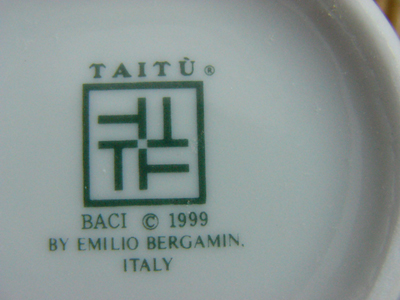 TAITÙ ®
BACI © 1999
BY EMILIO BERGAMIN.
ITALY